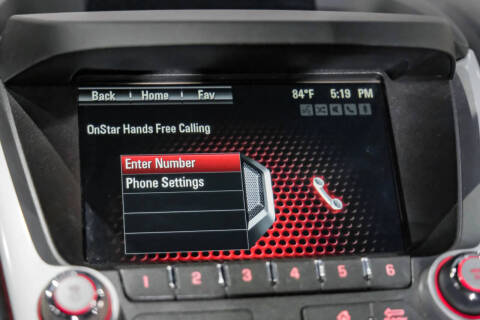 Back Home Fav 84°F 5:19 PM
OnStar Hands Free Calling
Enter Number
Phone Settings
1 2 3 4 5 6